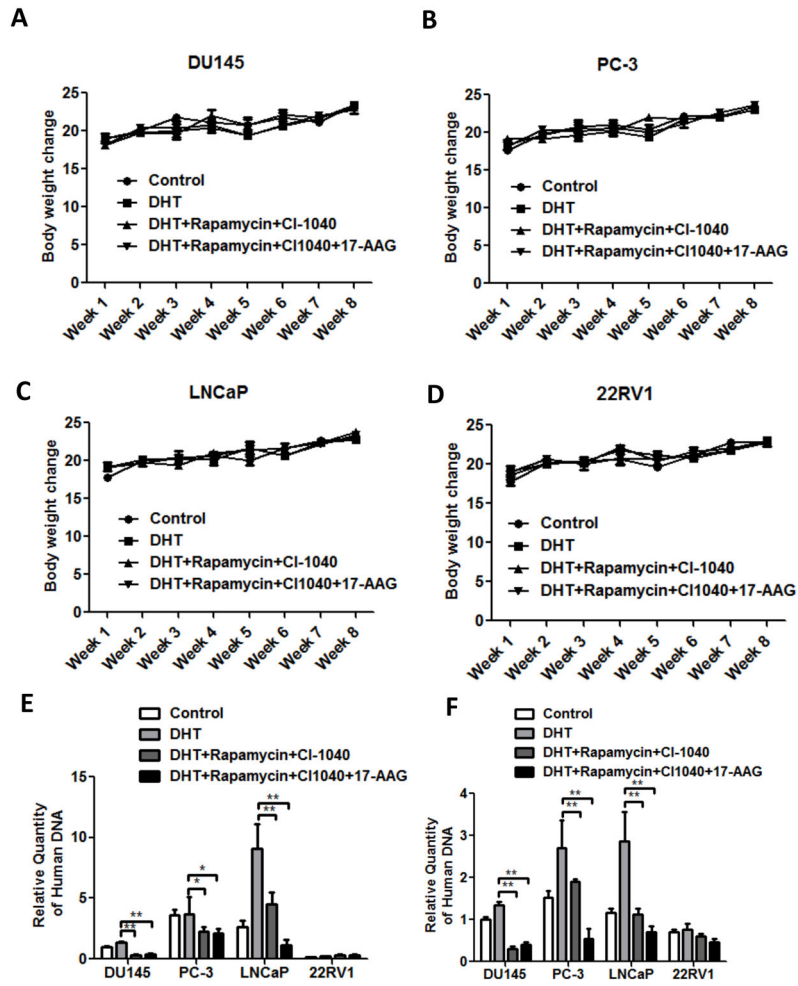 A
DU145
Body weight change
25
20
15
10
5
0
Control
DHT
DHT+Rapamycin+CI-1040
DHT+Rapamycin+CI1040+17-AAG
Week 1
Week 2
Week 3
Week 4
Week 5
Week 6
Week 7
Week 8
B
PC-3
Body weight change
25
20
15
10
5
0
Control
DHT
DHT+Rapamycin+CI-1040
DHT+Rapamycin+CI1040+17-AAG
Week 1
Week 2
Week 3
Week 4
Week 5
Week 6
Week 7
Week 8
C
LNCaP
Body weight change
25
20
15
10
5
0
Control
DHT
DHT+Rapamycin+CI-1040
DHT+Rapamycin+CI1040+17-AAG
Week 1
Week 2
Week 3
Week 4
Week 5
Week 6
Week 7
Week 8
D
22RV1
Body weight change
25
20
15
10
5
0
Control
DHT
DHT+Rapamycin+CI-1040
DHT+Rapamycin+CI1040+17-AAG
Week 1
Week 2
Week 3
Week 4
Week 5
Week 6
Week 7
Week 8
E
Control
DHT
DHT+Rapamycin+CI-1040
DHT+Rapamycin+CI1040+17-AAG
Relative Quantity
of Human DNA
15
10
5
0
**
**
*
*
**
**
DU145
PC-3
LNCaP
22RV1
F
Control
DHT
DHT+Rapamycin+CI-1040
DHT+Rapamycin+CI1040+17-AAG
Relative Quantity
of Human DNA
4
3
2
1
0
**
**
**
**
**
**
DU145
PC-3
LNCaP
22RV1